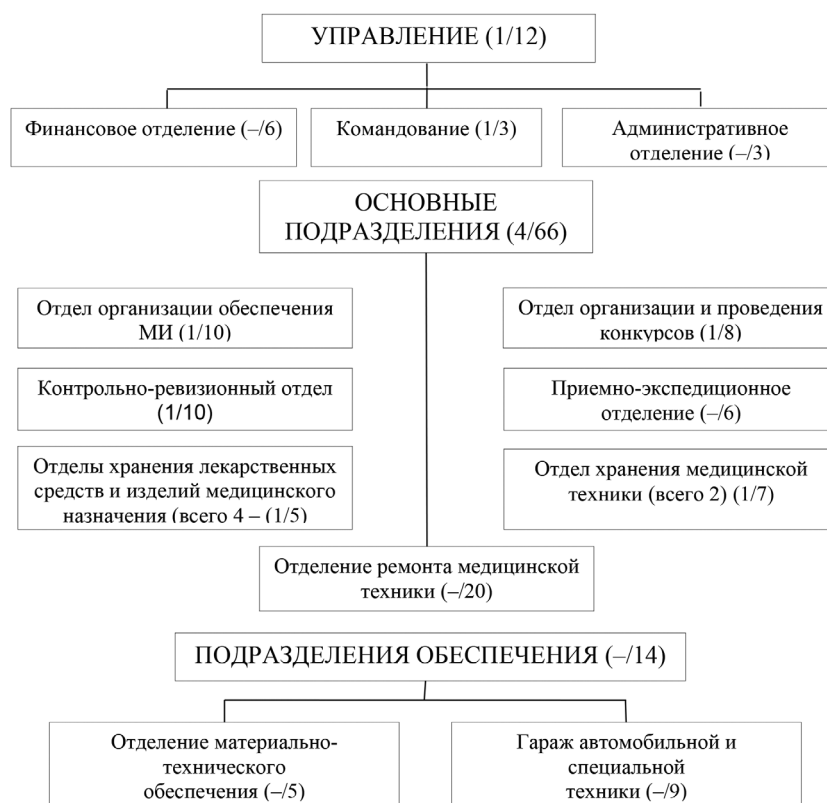 УПРАВЛЕНИЕ (1/12)
Финансовое отделение (–/6)
Командование (1/3)
Административное
отделение (–/3)
ОСНОВНЫЕ
ПОДРАЗДЕЛЕНИЯ (4/66)
Отдел организации обеспечения
МИ (1/10)
Отдел организации и проведения
конкурсов (1/8)
Контрольно-ревизионный отдел
(1/10)
Приемно-экспедиционное
отделение (–/6)
Отделы хранения лекарственных
средств и изделий медицинского
назначения (всего 4 – (1/5)
Отдел хранения медицинской
техники (всего 2) (1/7)
Отделение ремонта медицинской
техники (–/20)
ПОДРАЗДЕЛЕНИЯ ОБЕСПЕЧЕНИЯ (–/14)
Отделение материально-
технического
обеспечения (–/5)
Гараж автомобильной и
специальной
техники (–/9)